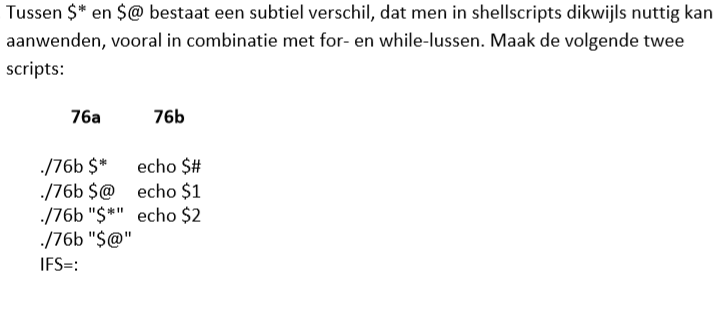 Tussen $* en $@ bestaat een subtiel verschil, dat men in shellscripts dikwijls nuttig kan
aanwenden, vooral in combinatie met for- en while-lussen. Maak de volgende twee
scripts:
76a 76b
./76b $* echo $#
./76b $@ echo $1
./76b "$*" echo $2
./76b "$@"
IFS=: